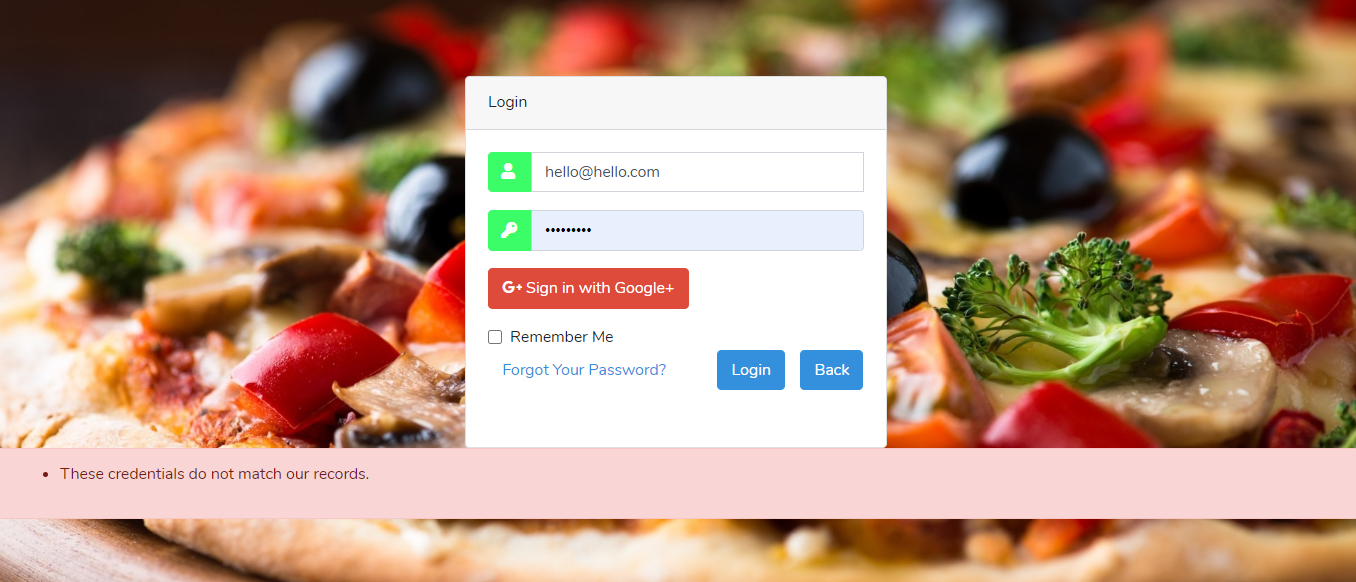 Login
hello@hello.com
•••••••••
G+ Sign in with Google+
Remember Me
Forgot Your Password? Login Back
• These credentials do not match our records.